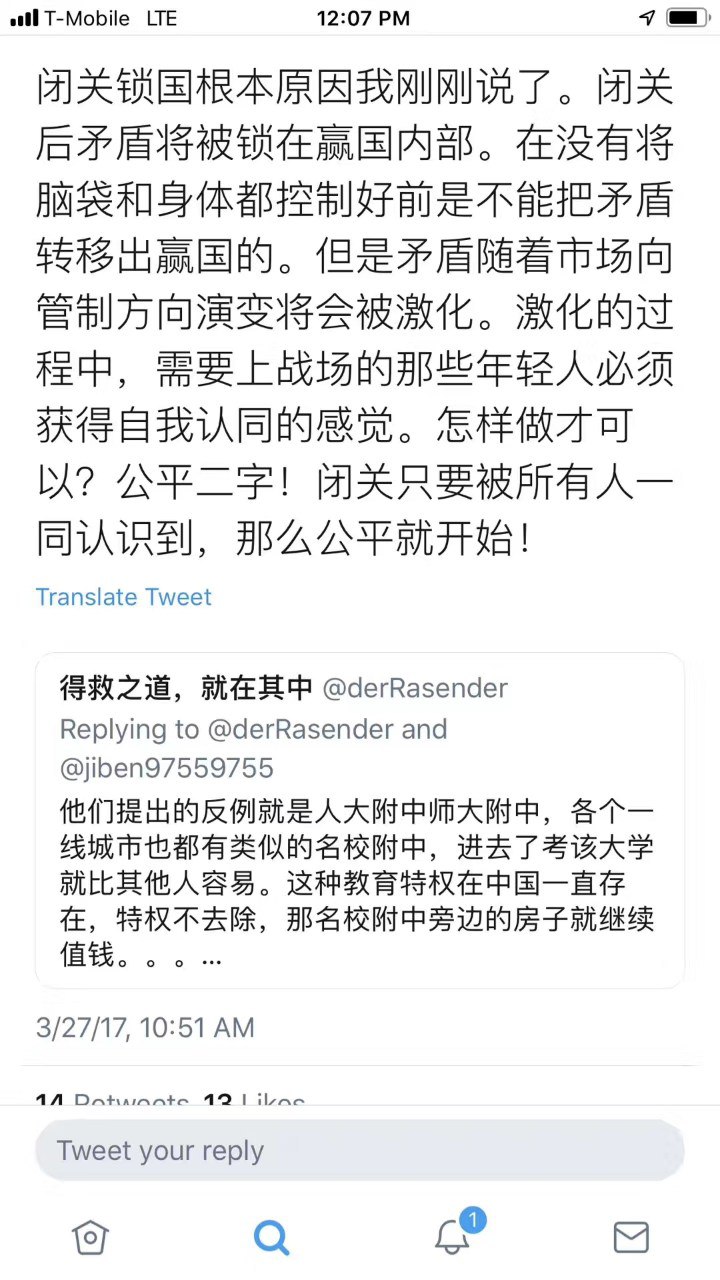 T-Mobile LTE 12:07 PM
闭关锁国根本原因我刚刚说了。闭关
后矛盾将被锁在赢国内部。在没有将
脑袋和身体都控制好前是不能把矛盾
转移出赢国的。但是矛盾随着市场向
管制方向演变将会被激化。激化的过
程中，需要上战场的那些年轻人必须
获得自我认同的感觉。怎样做才可
以？公平二字！闭关只要被所有人一
同认识到，那么公平就开始！
Translate Tweet
得救之道，就在其中 @derRasender
Replying to @derRasender and
@jiben97559755
他们提出的反例就是人大附中师大附中，各个一
线城市也都有类似的名校附中，进去了考该大学
就比其他人容易。这种教育特权在中国一直存
在，特权不去除，那名校附中旁边的房子就继续
值钱。。。...
3/27/17, 10:51 AM
14 Retweets 13 Likes
Tweet your reply
1